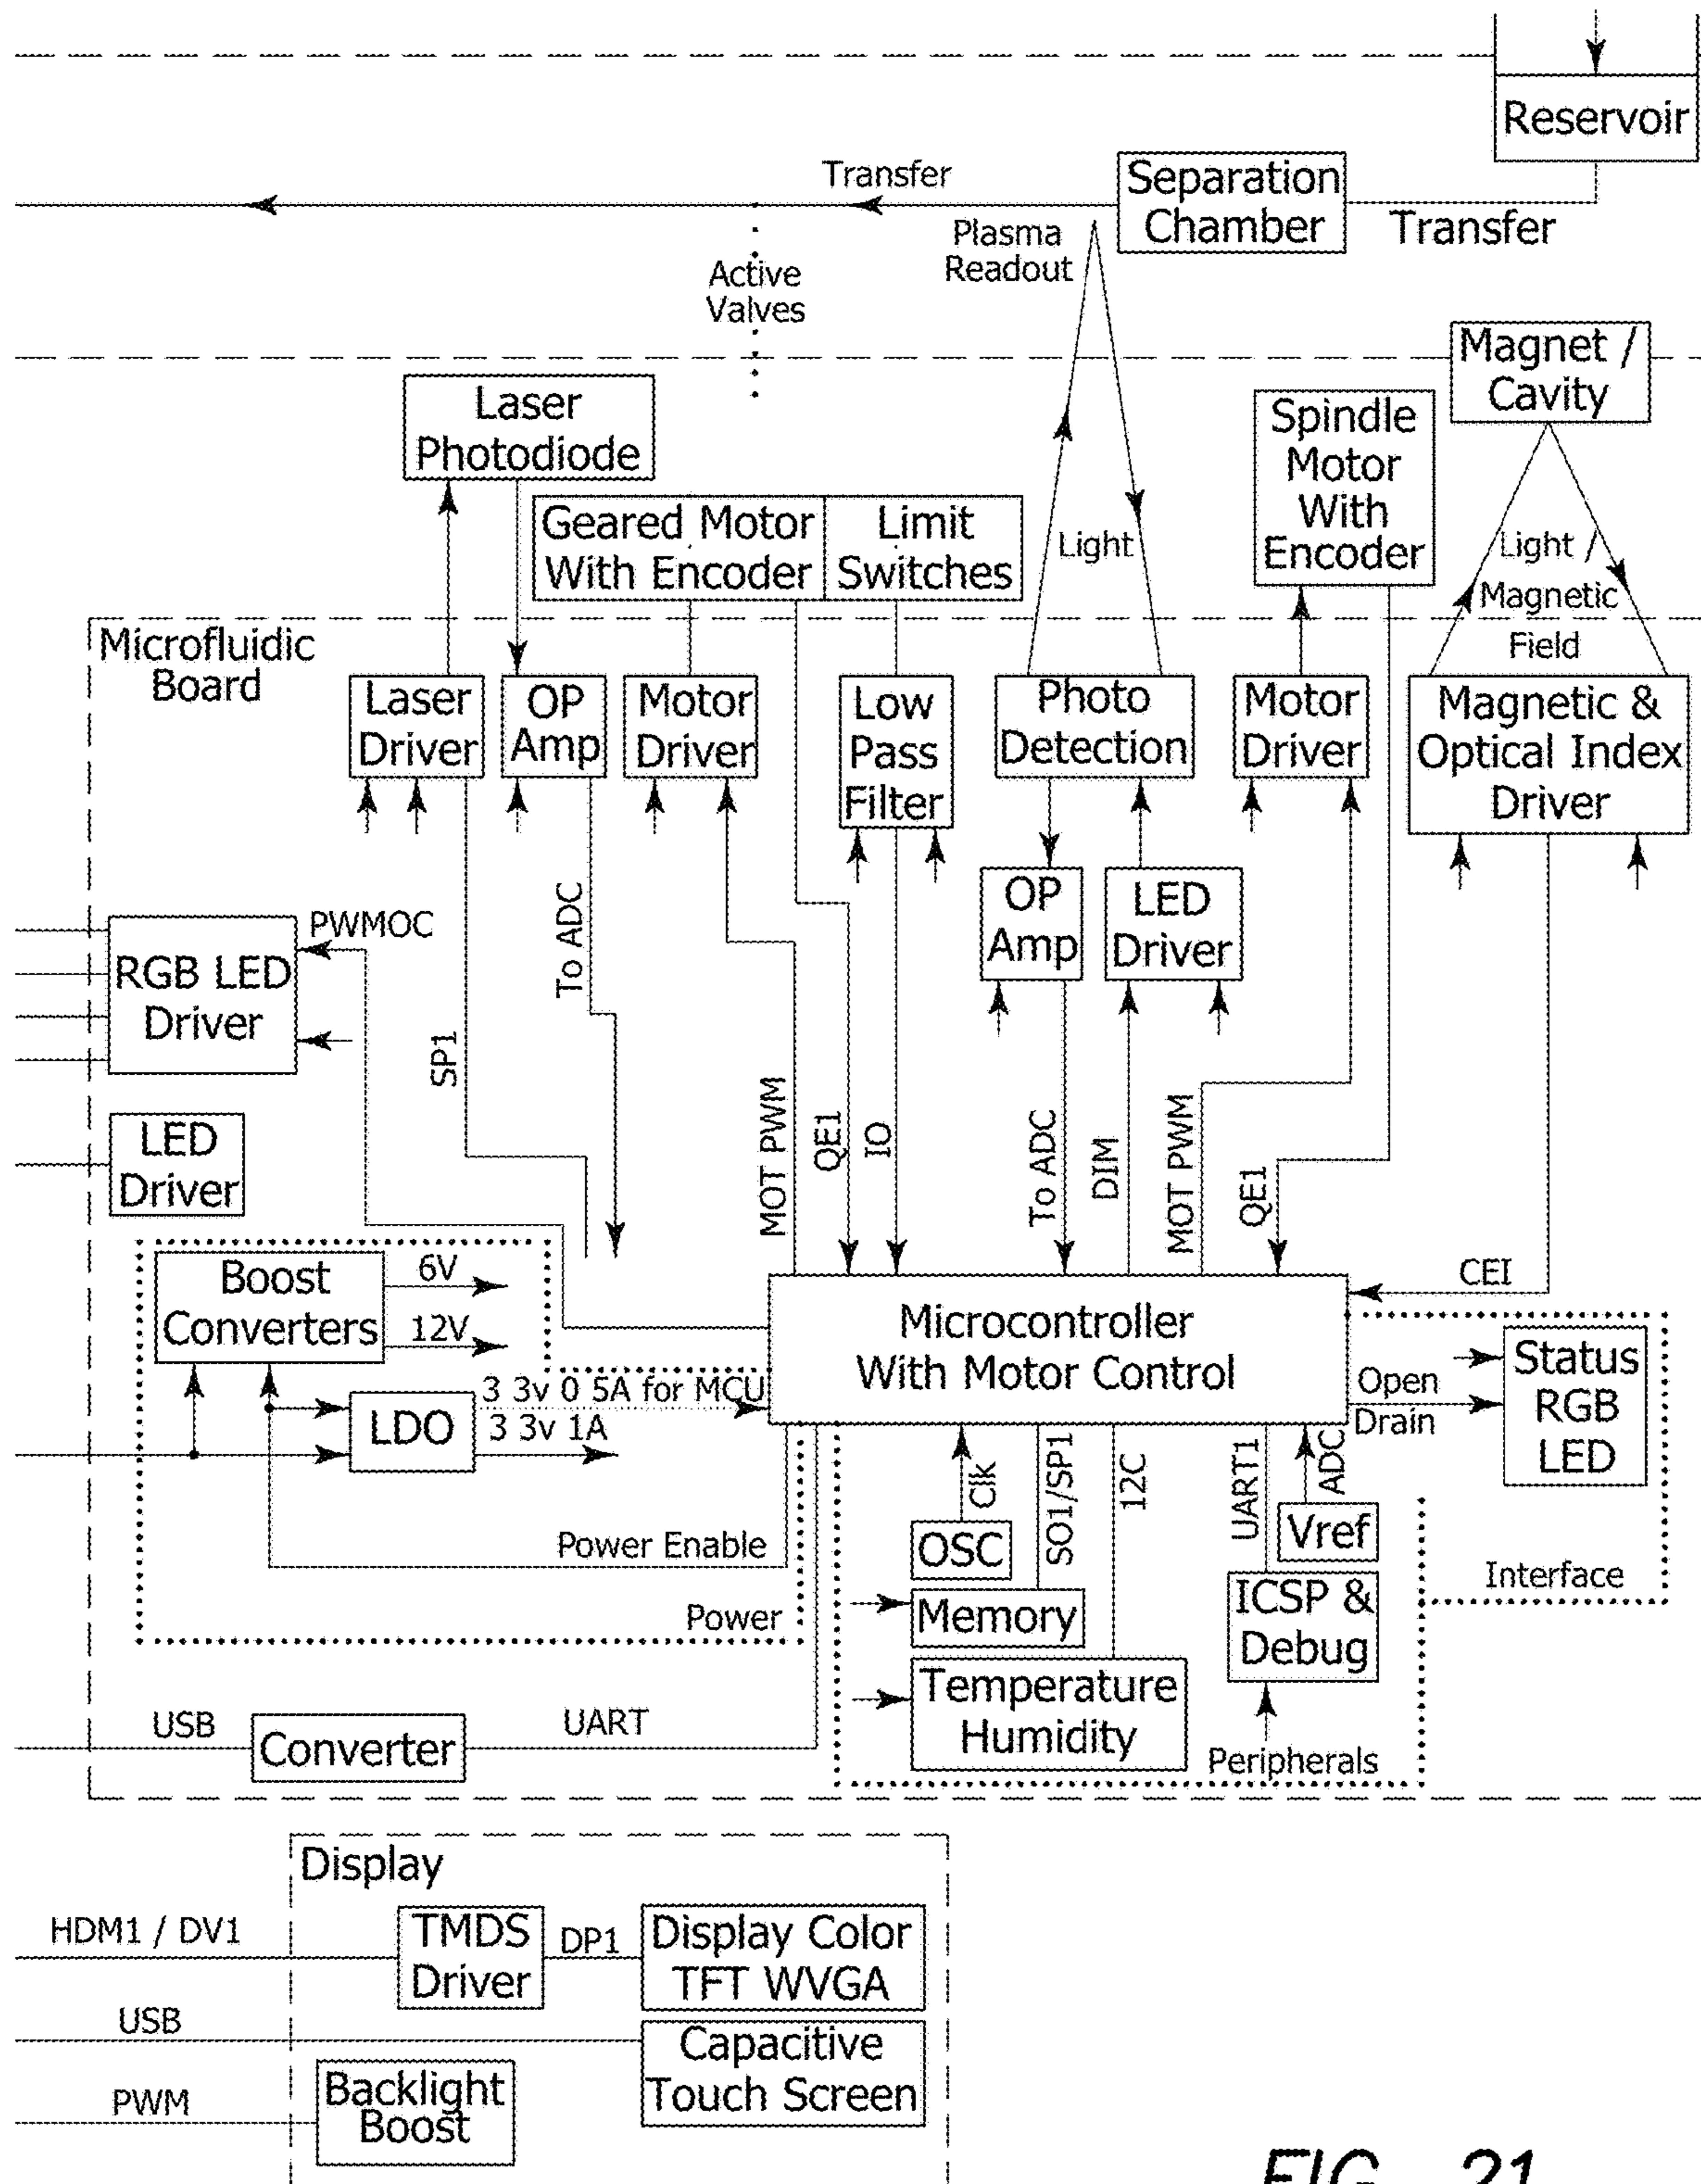 Reservoir
Transfer
Separation
Chamber
Transfer
Plasma
Readout
Active
Valves
Magnet /
Cavity
Laser
Photodiode
Spindle
Motor
With
Encoder
Geared Motor
With Encoder
Limit
Switches
Light
Light /
Magnetic
Field
Microfluidic
Board
Laser
Driver
OP
Amp
Motor
Driver
Low
Pass
Filter
Photo
Detection
Motor
Driver
Magnetic &
Optical Index
Driver
OP
Amp
LED
Driver
PWMOC
RGB LED
Driver
To ADC
SP1
LED
Driver
MOT PWM
QE1
IO
To ADC
DIM
MOT PWM
QE1
CEI
Boost
Converters
6V
12V
Microcontroller
With Motor Control
Status
RGB
LED
Open
Drain
LDO
3 3v 0 5A for MCU
3 3v 1A
Clk
SO1/SP1
12C
UART1
ADC
OSC
Vref
Power Enable
Memory
ICSP &
Debug
Interface
Power
Temperature
Humidity
USB
Converter
UART
Peripherals
Display
HDM1 / DV1
TMDS
Driver
DP1
Display Color
TFT WVGA
USB
Capacitive
Touch Screen
PWM
Backlight
Boost
FIG. 21